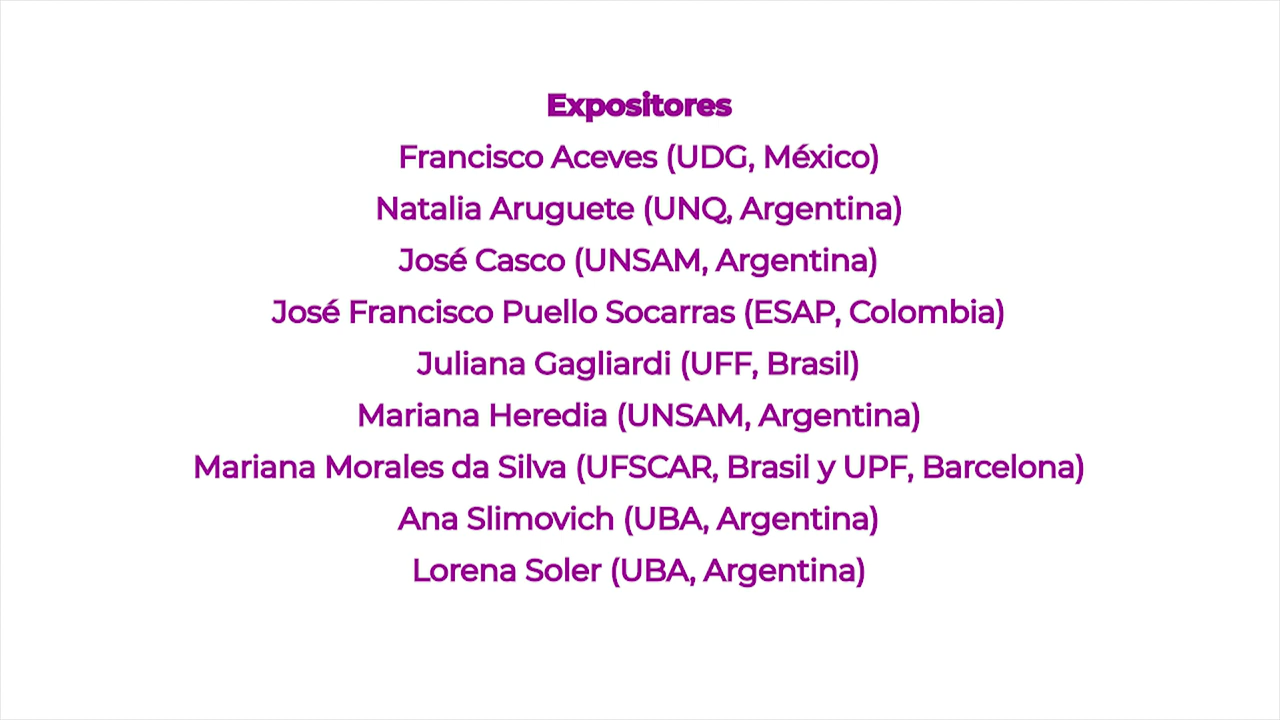 Expositores
Francisco Aceves (UDG, México)
Natalia Aruguete (UNQ, Argentina)
José Casco (UNSAM, Argentina)
José Francisco Puello Socarras (ESAP, Colombia)
Juliana Gagliardi (UFF, Brasil)
Mariana Heredia (UNSAM, Argentina)
Mariana Morales da Silva (UFSCAR, Brasil y UPF, Barcelona)
Ana Slimovich (UBA, Argentina)
Lorena Soler (UBA, Argentina)